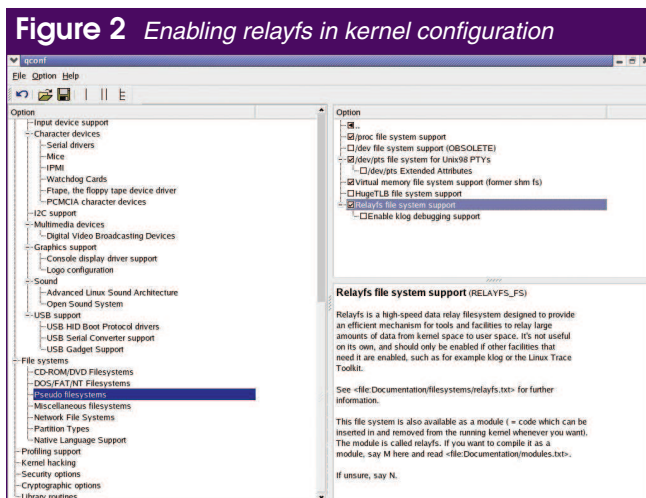 Figure 2 Enabling relayfs in kernel configuration
qconf
File Option Help
Option
Input device support
Character devices
Serial drivers
Mice
IPMI
Watchdog Cards
Ftape, the floppy tape device driver
PCMCIA character devices
I2C support
Multimedia devices
Digital Video Broadcasting Devices
Graphics support
Console display driver support
Logo configuration
Sound
Advanced Linux Sound Architecture
Open Sound System
USB support
USB HID Boot Protocol drivers
USB Serial Converter support
USB Gadget Support
File systems
CD-ROM/DVD Filesystems
DOS/FAT/NT Filesystems
Pseudo filesystems
Miscellaneous filesystems
Network File Systems
Partition Types
Native Language Support
Profiling support
Kernel hacking
Security options
Cryptographic options
Library routines
Option
..
/proc file system support
/dev file system support (OBSOLETE)
/dev/pts file system for Unix98 PTYs
/dev/pts Extended Attributes
Virtual memory file system support (former shm fs)
HugeTLB file system support
Relayfs file system support
Enable klog debugging support
Relayfs file system support (RELAYFS_FS)
Relayfs is a high-speed data relay filesystem designed to provide
an efficient mechanism for tools and facilities to relay large
amounts of data from kernel space to user space. It's not useful
on its own, and should only be enabled if other facilities that
need it are enabled, such as for example klog or the Linux Trace
Toolkit.
See <file:Documentation/filesystems/relayfs.txt> for further
information.
This file system is also available as a module ( = code which can be
inserted in and removed from the running kernel whenever you want).
The module is called relayfs. If you want to compile it as a
module, say M here and read <file:Documentation/modules.txt>.
If unsure, say N.